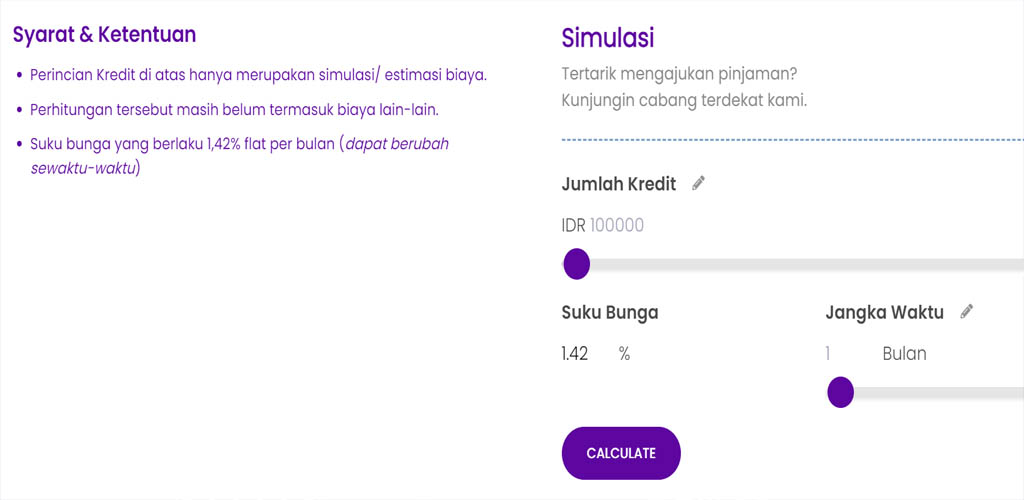 Syarat & Ketentuan
• Perincian Kredit di atas hanya merupakan simulasi/ estimasi biaya.
• Perhitungan tersebut masih belum termasuk biaya lain-lain.
• Suku bunga yang berlaku 1,42% flat per bulan (dapat berubah
sewaktu-waktu)
Simulasi
Tertarik mengajukan pinjaman?
Kunjungin cabang terdekat kami.
Jumlah Kredit
IDR 100000
Suku Bunga
1.42 %
Jangka Waktu
1 Bulan
CALCULATE